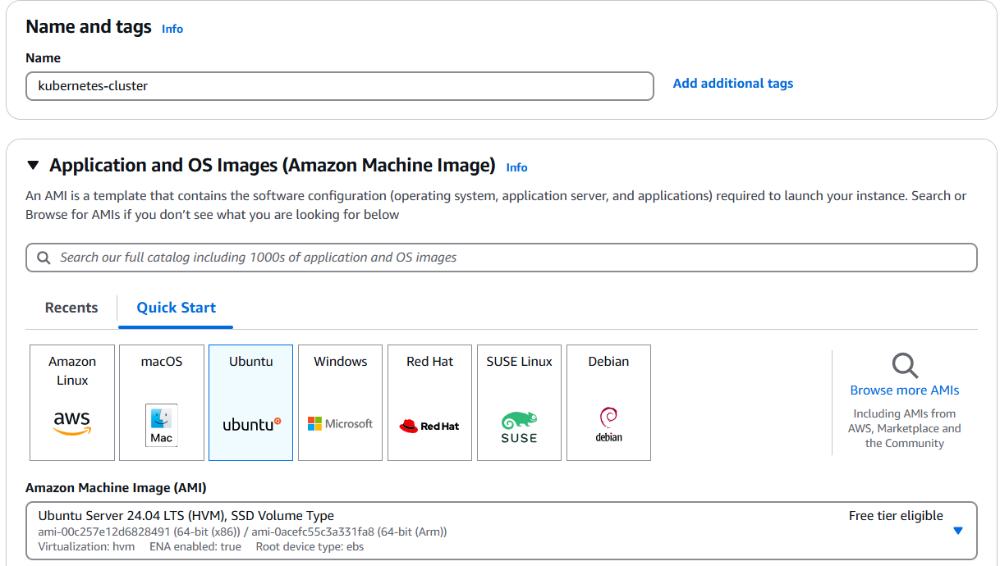 Name and tags Info
Name
kubernetes-cluster
Add additional tags
Application and OS Images (Amazon Machine Image) Info
An AMI is a template that contains the software configuration (operating system, application server, and applications) required to launch your instance. Search or
Browse for AMIs if you don’t see what you are looking for below
Search our full catalog including 1000s of application and OS images
Recents
Quick Start
Amazon
Linux
aws
macOS
Mac
Ubuntu
ubuntu
Windows
Microsoft
Red Hat
Red Hat
SUSE Linux
SUSE
Debian
debian
Browse more AMIs
Including AMIs from
AWS, Marketplace and
the Community
Amazon Machine Image (AMI)
Ubuntu Server 24.04 LTS (HVM), SSD Volume Type
Free tier eligible
ami-00c257e12d6828491 (64-bit (x86)) / ami-0acefc55c3a331fa8 (64-bit (Arm))
Virtualization: hvm ENA enabled: true Root device type: ebs